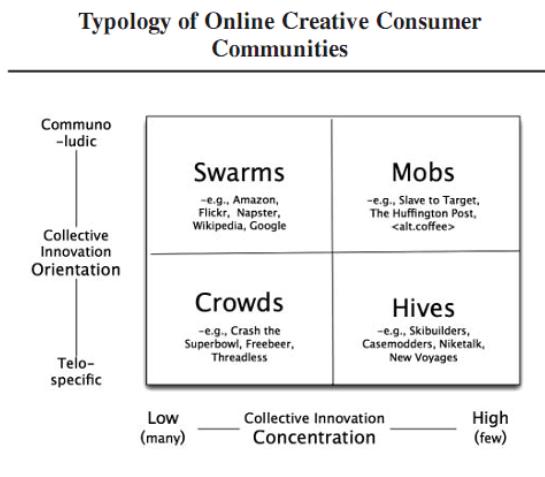 Typology of Online Creative Consumer
Communities
Communo
-ludic
Collective
Innovation
Orientation
Telo-
specific
Swarms
-e.g., Amazon,
Flickr, Napster,
Wikipedia, Google
Mobs
-e.g., Slave to Target,
The Huffington Post,
<alt.coffee>
Crowds
-e.g., Crash the
Superbowl, Freebeer,
Threadless
Hives
-e.g., Skibuilders,
Casemodders, Niketalk,
New Voyages
Low
(many)
Collective Innovation
Concentration
High
(few)